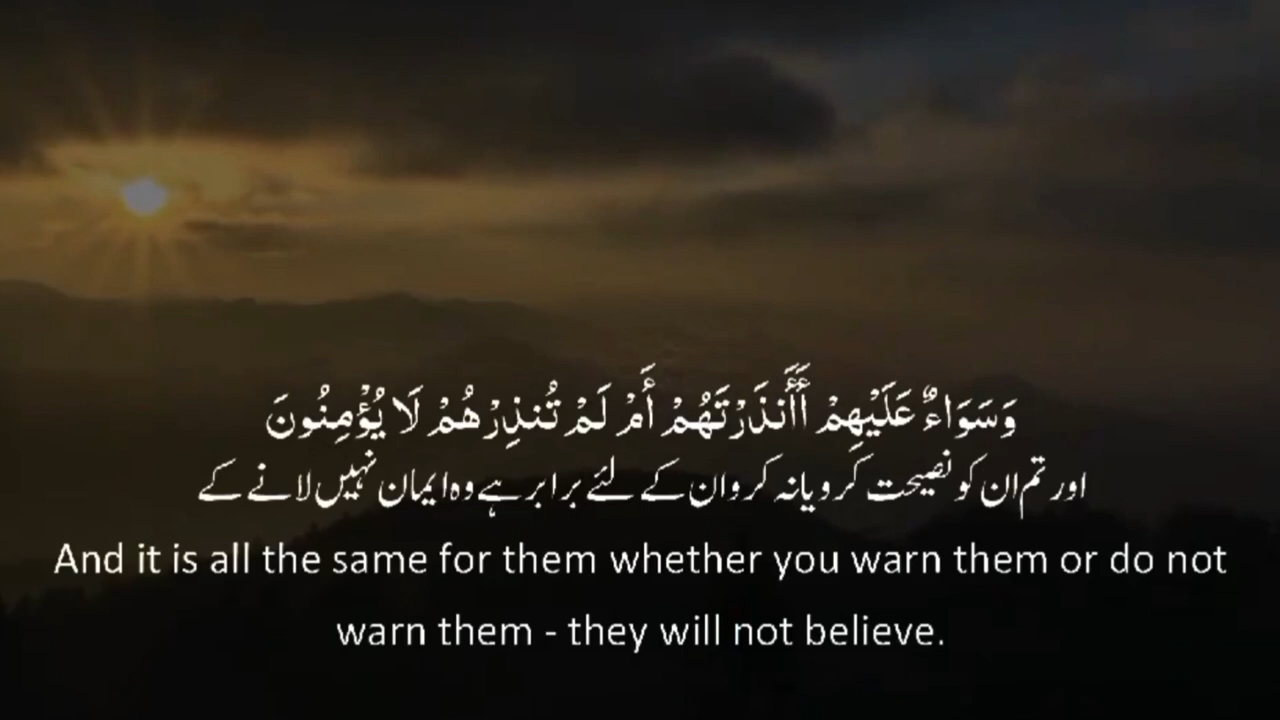 وَسَوَاءٌ عَلَيْهِمْ أَأَنذَرْتَهُمْ أَمْ لَمْ تُنذِرْهُمْ لَا يُؤْمِنُونَ
اور تم ان کو نصیحت کرو یا نہ کرو ان کے لئے برابر ہے وہ ایمان نہیں لانے کے
And it is all the same for them whether you warn them or do not
warn them - they will not believe.